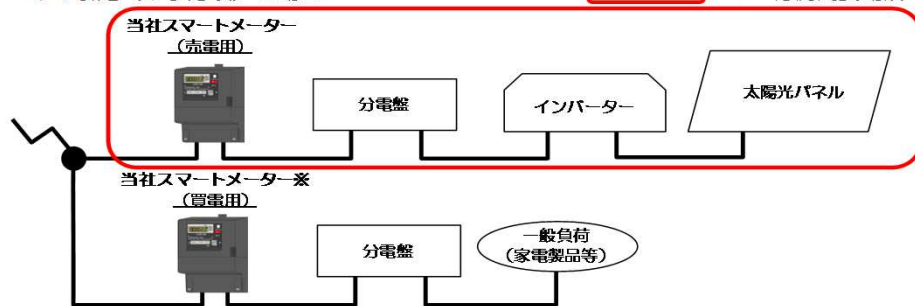 当社スマートメーター
（売電用）
分電盤
インバーター
太陽光パネル
当社スマートメーター※
（買電用）
分電盤
一般負荷
（家電製品等）